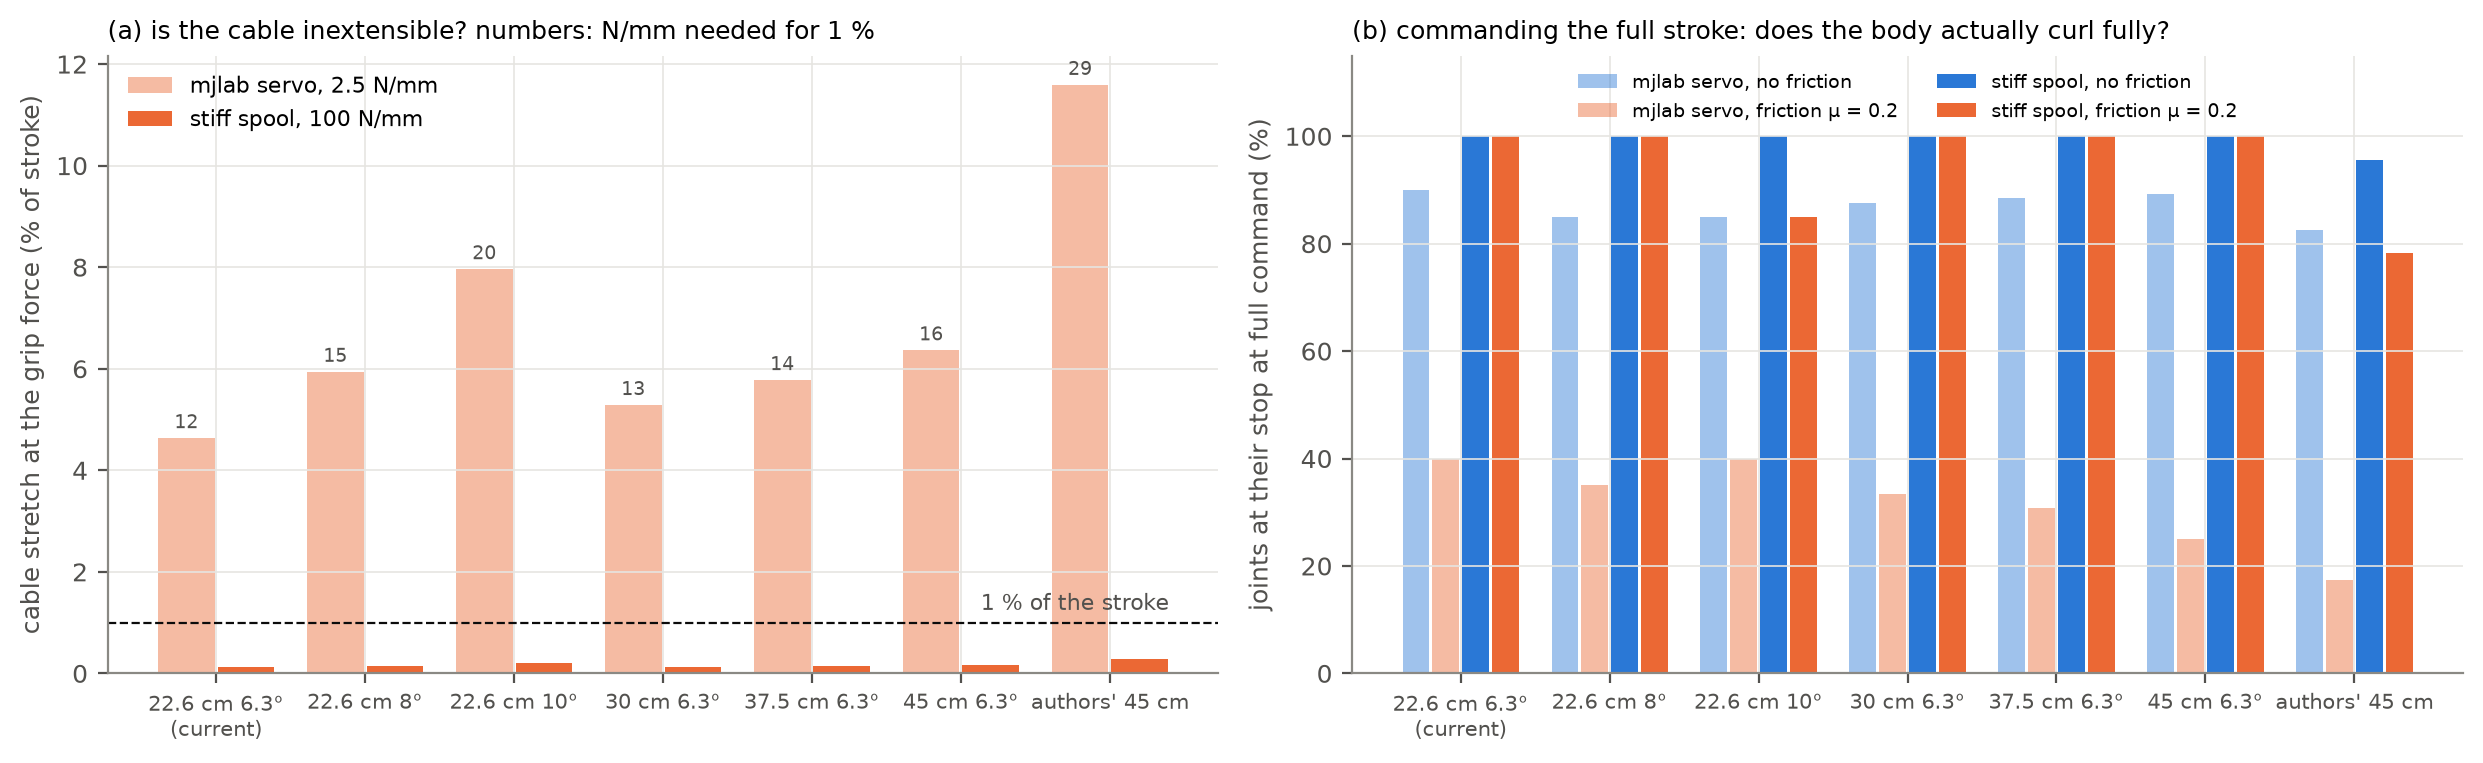 (a) is the cable inextensible? numbers: N/mm needed for 1 %
cable stretch at the grip force (% of stroke)
12
10
8
6
4
2
0
mjlab servo, 2.5 N/mm
stiff spool, 100 N/mm
12
15
20
13
14
16
29
1 % of the stroke
22.6 cm 6.3°
(current)
22.6 cm 8°
22.6 cm 10°
30 cm 6.3°
37.5 cm 6.3°
45 cm 6.3°
authors' 45 cm
(b) commanding the full stroke: does the body actually curl fully?
joints at their stop at full command (%)
100
80
60
40
20
0
mjlab servo, no friction
mjlab servo, friction μ = 0.2
stiff spool, no friction
stiff spool, friction μ = 0.2
22.6 cm 6.3°
(current)
22.6 cm 8°
22.6 cm 10°
30 cm 6.3°
37.5 cm 6.3°
45 cm 6.3°
authors' 45 cm